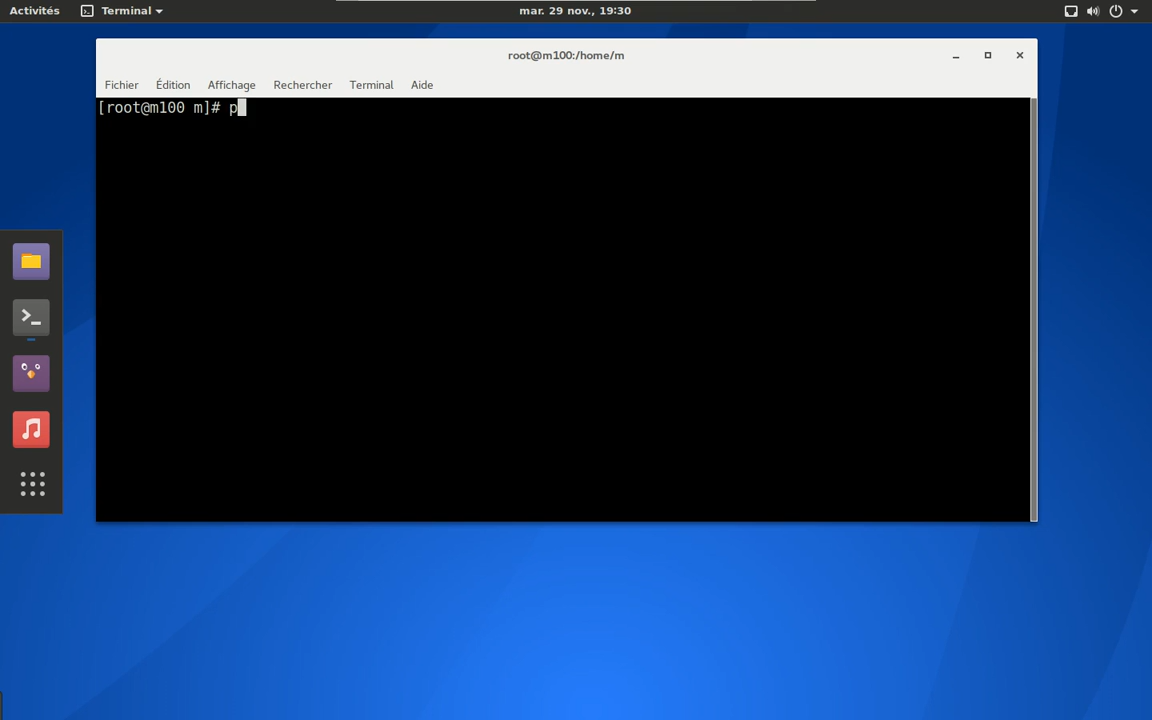 Activités Terminal mar. 29 nov., 19:30
root@m100:/home/m
Fichier Édition Affichage Rechercher Terminal Aide
[root@m100 m]# p